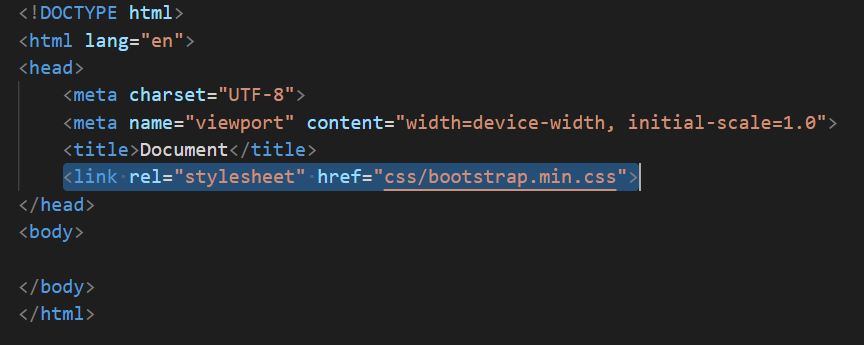 <!DOCTYPE html>
<html lang="en">
<head>
    <meta charset="UTF-8">
    <meta name="viewport" content="width=device-width, initial-scale=1.0">
    <title>Document</title>
    <link rel="stylesheet" href="css/bootstrap.min.css">
</head>
<body>

</body>
</html>